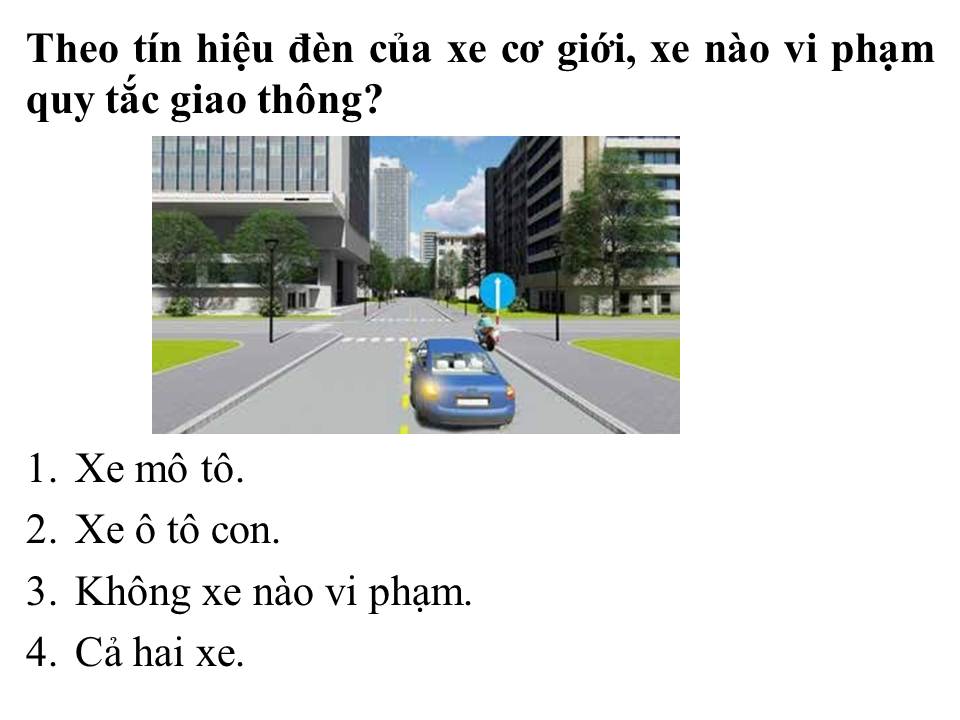 Theo tín hiệu đèn của xe cơ giới, xe nào vi phạm
quy tắc giao thông?
1. Xe mô tô.
2. Xe ô tô con.
3. Không xe nào vi phạm.
4. Cả hai xe.